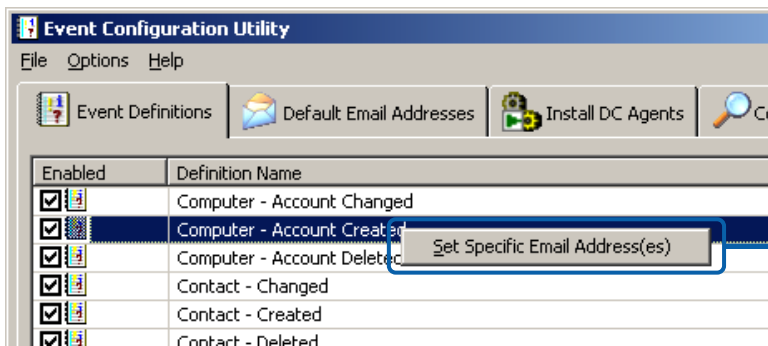 Event Configuration Utility
File Options Help
Event Definitions Default Email Addresses Install DC Agents
Enabled Definition Name
Computer - Account Changed
Computer - Account Created
Set Specific Email Address(es)
Computer - Account Deleted
Contact - Changed
Contact - Created
Contact - Deleted